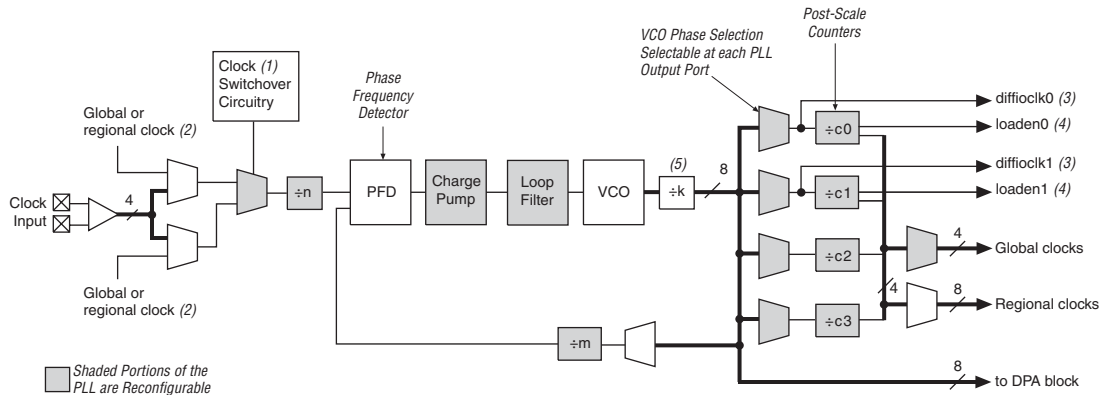 Post-Scale
Counters
VCO Phase Selection
Selectable at each PLL
Output Port
Clock (1)
Switchover
Circuitry
Phase
Frequency
Detector
Global or
regional clock (2)
diffioclk0 (3)
÷c0
loaden0 (4)
diffioclk1 (3)
(5)
8
÷n
PFD
Charge
Pump
Loop
Filter
VCO
÷k
÷c1
loaden1 (4)
Clock
Input
4
÷c2
4
Global clocks
Global or
regional clock (2)
4
8
Regional clocks
÷c3
÷m
Shaded Portions of the
PLL are Reconfigurable
8
to DPA block